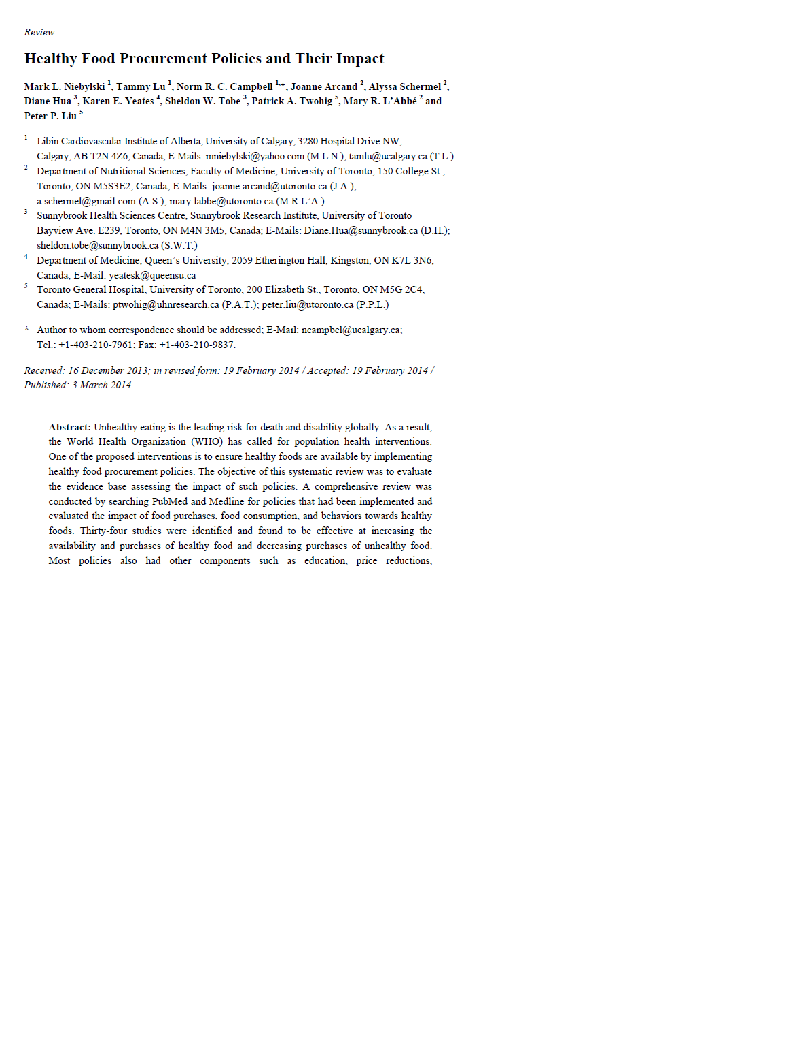 Review
Healthy Food Procurement Policies and Their Impact
Mark L. Niebylski 1, Tammy Lu 1, Norm R. C. Campbell 1,*, Joanne Arcand 2, Alyssa Schermel 2,
Diane Hua 3, Karen E. Yeates 4, Sheldon W. Tobe 3, Patrick A. Twohig 5, Mary R. L'Abbé 2 and
Peter P. Liu 5
1 Libin Cardiovascular Institute of Alberta, University of Calgary, 3280 Hospital Drive NW,
Calgary, AB T2N 4Z6, Canada; E-Mails: mniebylski@yahoo.com (M.L.N.); tamlu@ucalgary.ca (T.L.)
2 Department of Nutritional Sciences, Faculty of Medicine, University of Toronto, 150 College St.,
Toronto, ON M5S3E2, Canada; E-Mails: joanne.arcand@utoronto.ca (J.A.);
a.schermel@gmail.com (A.S.); mary.labbe@utoronto.ca (M.R.L'A.)
3 Sunnybrook Health Sciences Centre, Sunnybrook Research Institute, University of Toronto
Bayview Ave. E239, Toronto, ON M4N 3M5, Canada; E-Mails: Diane.Hua@sunnybrook.ca (D.H.);
sheldon.tobe@sunnybrook.ca (S.W.T.)
4 Department of Medicine, Queen's University, 2059 Etherington Hall, Kingston, ON K7L 3N6,
Canada; E-Mail: yeatesk@queensu.ca
5 Toronto General Hospital, University of Toronto, 200 Elizabeth St., Toronto, ON M5G 2C4,
Canada; E-Mails: ptwohig@uhnresearch.ca (P.A.T.); peter.liu@utoronto.ca (P.P.L.)
* Author to whom correspondence should be addressed; E-Mail: ncampbel@ucalgary.ca;
Tel.: +1-403-210-7961; Fax: +1-403-210-9837.
Received: 16 December 2013; in revised form: 19 February 2014 / Accepted: 19 February 2014 /
Published: 3 March 2014
Abstract: Unhealthy eating is the leading risk for death and disability globally. As a result,
the World Health Organization (WHO) has called for population health interventions.
One of the proposed interventions is to ensure healthy foods are available by implementing
healthy food procurement policies. The objective of this systematic review was to evaluate
the evidence base assessing the impact of such policies. A comprehensive review was
conducted by searching PubMed and Medline for policies that had been implemented and
evaluated the impact of food purchases, food consumption, and behaviors towards healthy
foods. Thirty-four studies were identified and found to be effective at increasing the
availability and purchases of healthy food and decreasing purchases of unhealthy food.
Most policies also had other components such as education, price reductions,